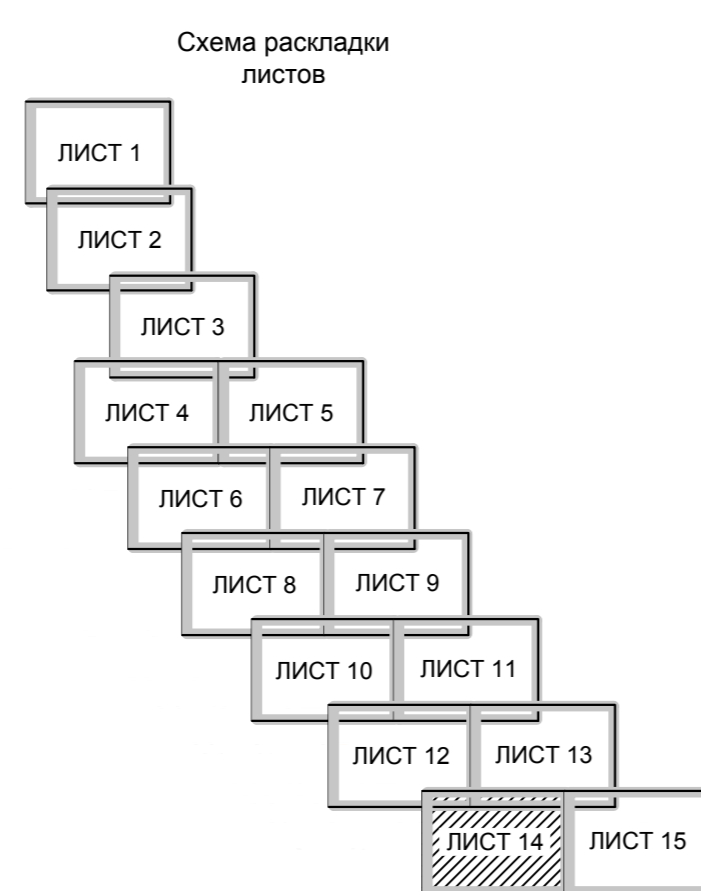 Схема раскладки
листов
ЛИСТ 1
ЛИСТ 2
ЛИСТ 3
ЛИСТ 4 ЛИСТ 5
ЛИСТ 6 ЛИСТ 7
ЛИСТ 8 ЛИСТ 9
ЛИСТ 10 ЛИСТ 11
ЛИСТ 12 ЛИСТ 13
ЛИСТ 14 ЛИСТ 15